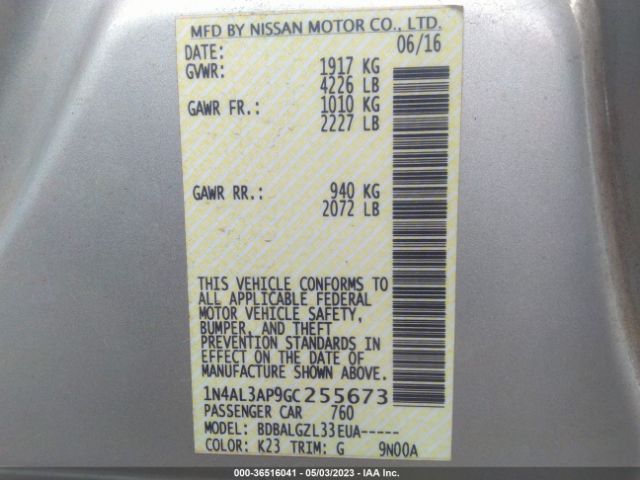 MFD BY NISSAN MOTOR CO., LTD.
DATE: 06/16
GVWR: 1917 KG
4226 LB
GAWR FR.: 1010 KG
2227 LB
GAWR RR.: 940 KG
2072 LB
THIS VEHICLE CONFORMS TO
ALL APPLICABLE FEDERAL
MOTOR VEHICLE SAFETY,
BUMPER, AND THEFT
PREVENTION STANDARDS IN
EFFECT ON THE DATE OF
MANUFACTURE SHOWN ABOVE.
1N4AL3AP9GC255673
PASSENGER CAR 760
MODEL: BDBALGZL33EUA-----
COLOR: K23 TRIM: G 9N00A
000-36516041 - 05/03/2023 - IAA Inc.